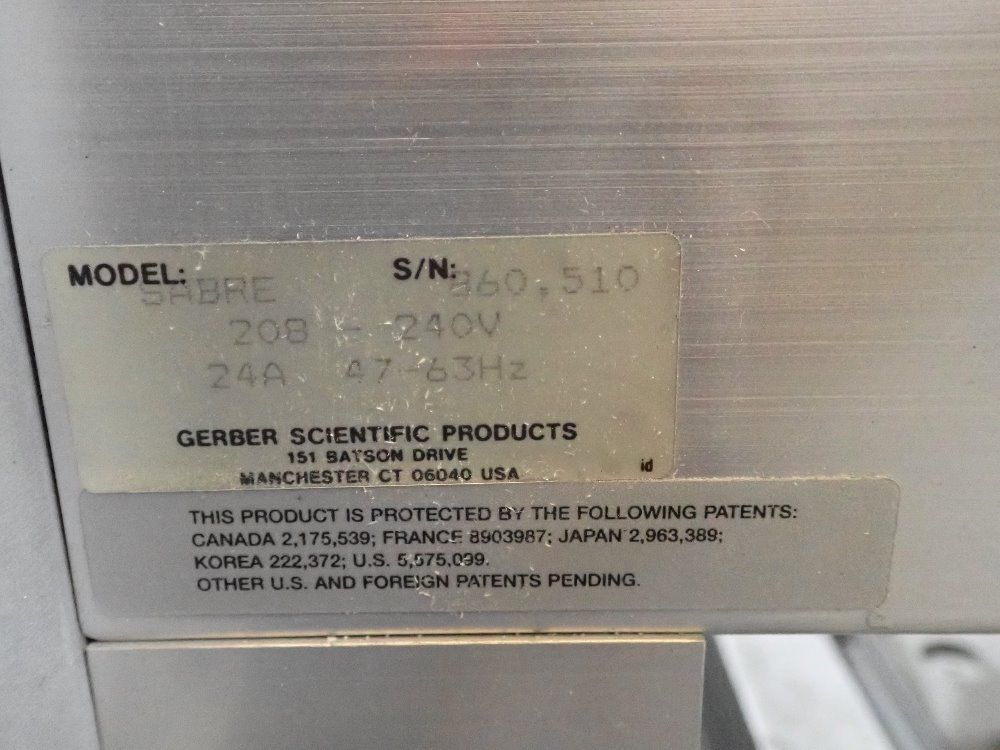 MODEL: SABRE S/N: 860,510
208 - 240V
24A 47-63Hz
GERBER SCIENTIFIC PRODUCTS
151 BATSON DRIVE
MANCHESTER CT 06040 USA
id
THIS PRODUCT IS PROTECTED BY THE FOLLOWING PATENTS:
CANADA 2,175,539; FRANCE 8903987; JAPAN 2,963,389;
KOREA 222,372; U.S. 5,575,099.
OTHER U.S. AND FOREIGN PATENTS PENDING.